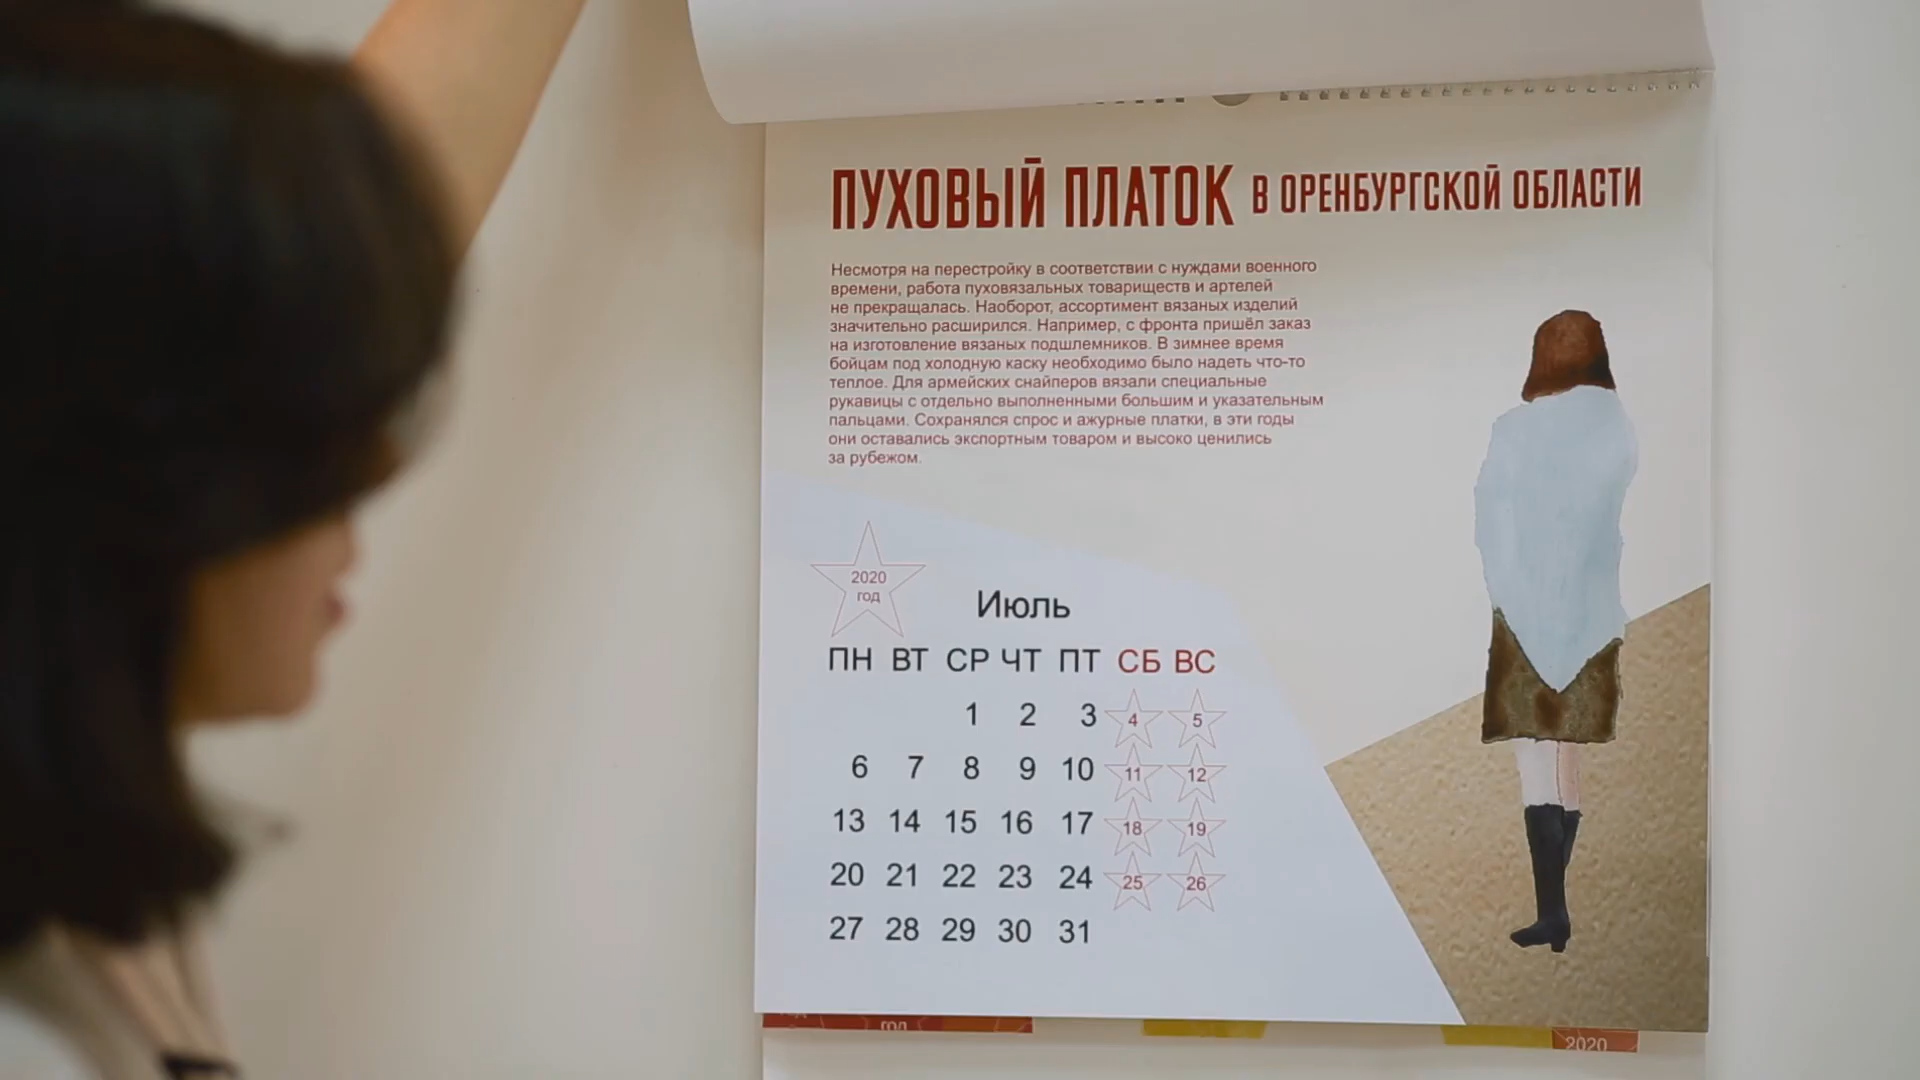 ПУХОВЫЙ ПЛАТОК В ОРЕНБУРГСКОЙ ОБЛАСТИ
Несмотря на перестройку в соответствии с нуждами военного
времени, работа пуховязальных товариществ и артелей
не прекращалась. Наоборот, ассортимент вязаных изделий
значительно расширился. Например, с фронта пришёл заказ
на изготовление вязаных подшлемников. В зимнее время
бойцам под холодную каску необходимо было надеть что-то
теплое. Для армейских снайперов вязали специальные
рукавицы с отдельно выполненными большим и указательным
пальцами. Сохранялся спрос и ажурные платки, в эти годы
они оставались экспортным товаром и высоко ценились
за рубежом.
2020
год
Июль
ПН ВТ СР ЧТ ПТ СБ ВС
1 2 3 4 5
6 7 8 9 10 11 12
13 14 15 16 17 18 19
20 21 22 23 24 25 26
27 28 29 30 31
год
2020